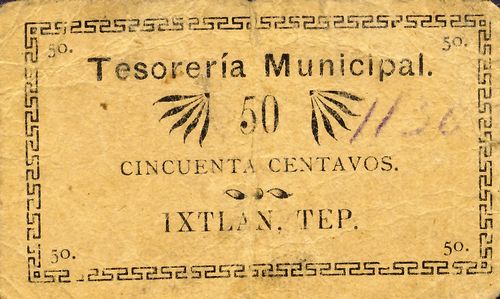 50. 50.
Tesorería Municipal.
50
CINCUENTA CENTAVOS.
IXTLAN, TEP.
50. 50.